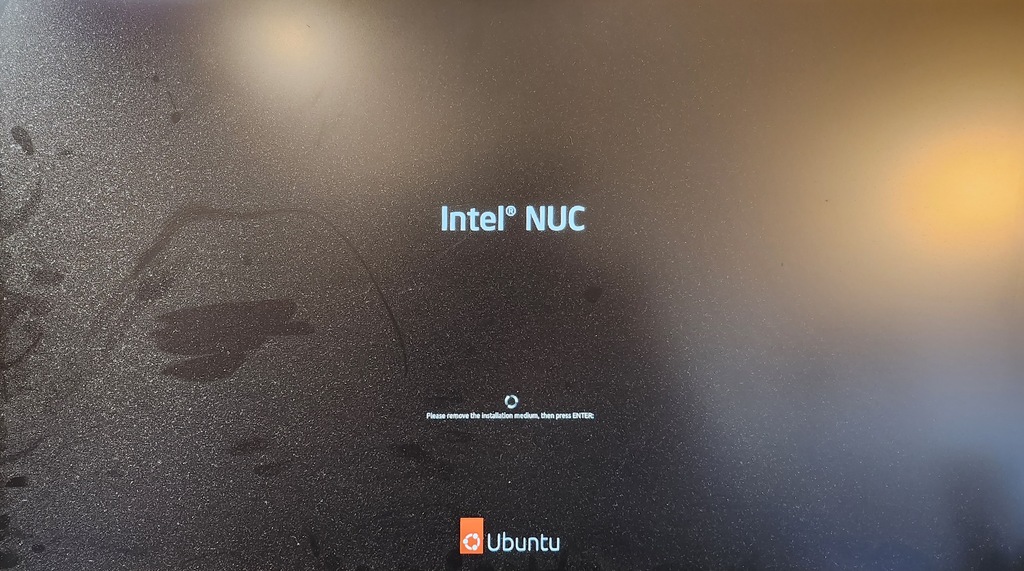 Intel® NUC
Please remove the installation medium, then press ENTER:
Ubuntu